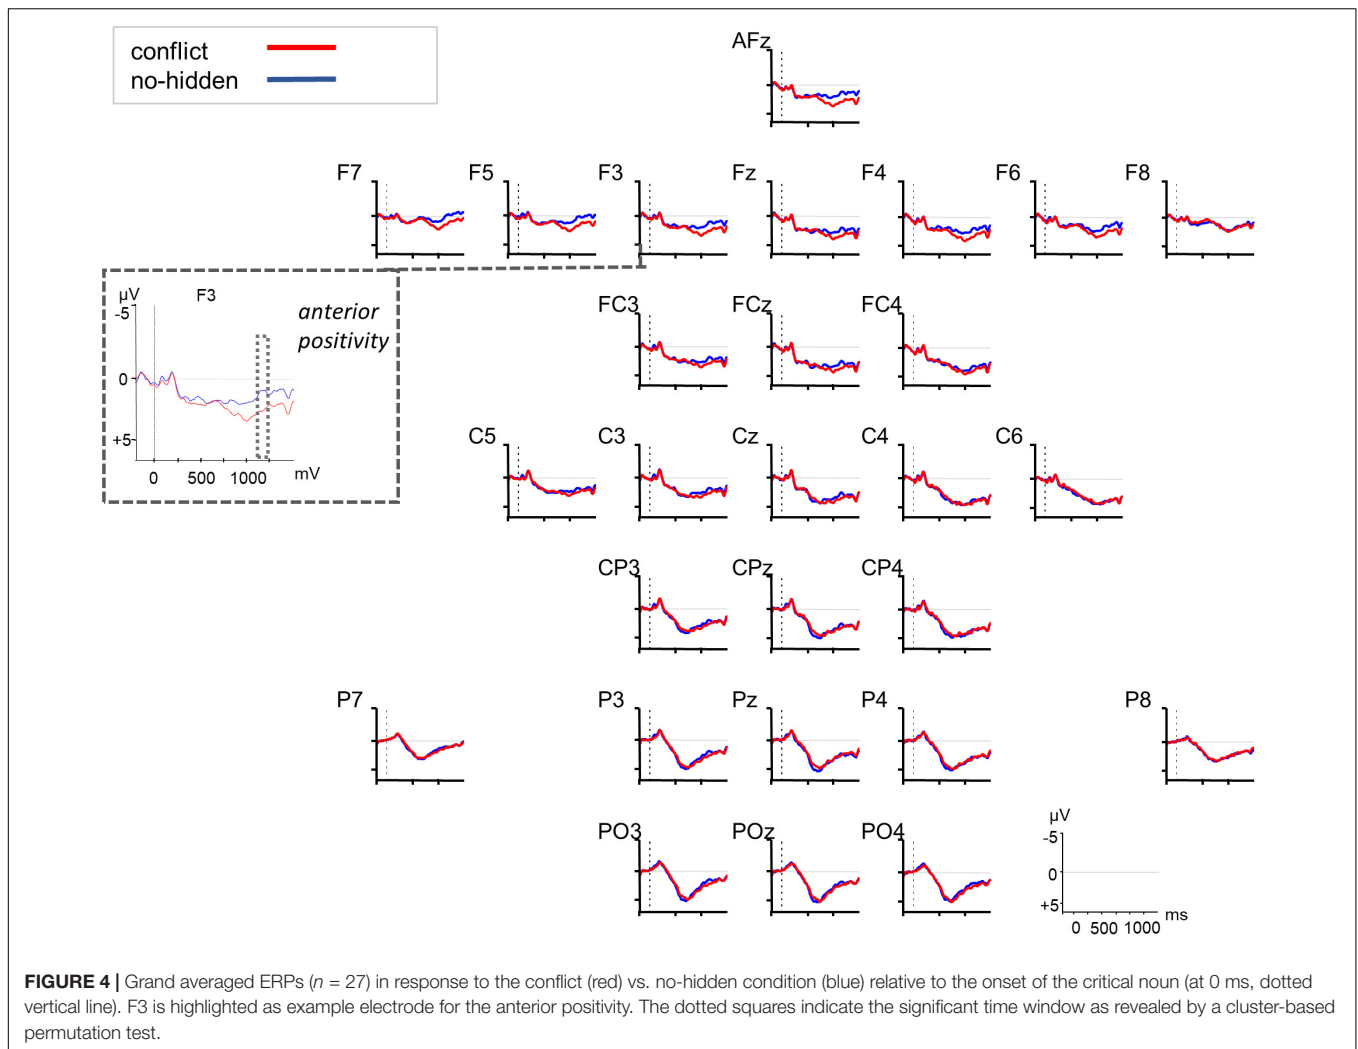 conflict
no-hidden
AFz
F7 F5 F3 Fz F4 F6 F8
µV F3
-5
anterior
positivity
0
+5
0 500 1000 mV
FC3 FCz FC4
C5 C3 Cz C4 C6
CP3 CPz CP4
P7 P3 Pz P4 P8
PO3 POz PO4
µV
-5
0
+5
0 500 1000 ms
FIGURE 4 | Grand averaged ERPs (n = 27) in response to the conflict (red) vs. no-hidden condition (blue) relative to the onset of the critical noun (at 0 ms, dotted
vertical line). F3 is highlighted as example electrode for the anterior positivity. The dotted squares indicate the significant time window as revealed by a cluster-based
permutation test.